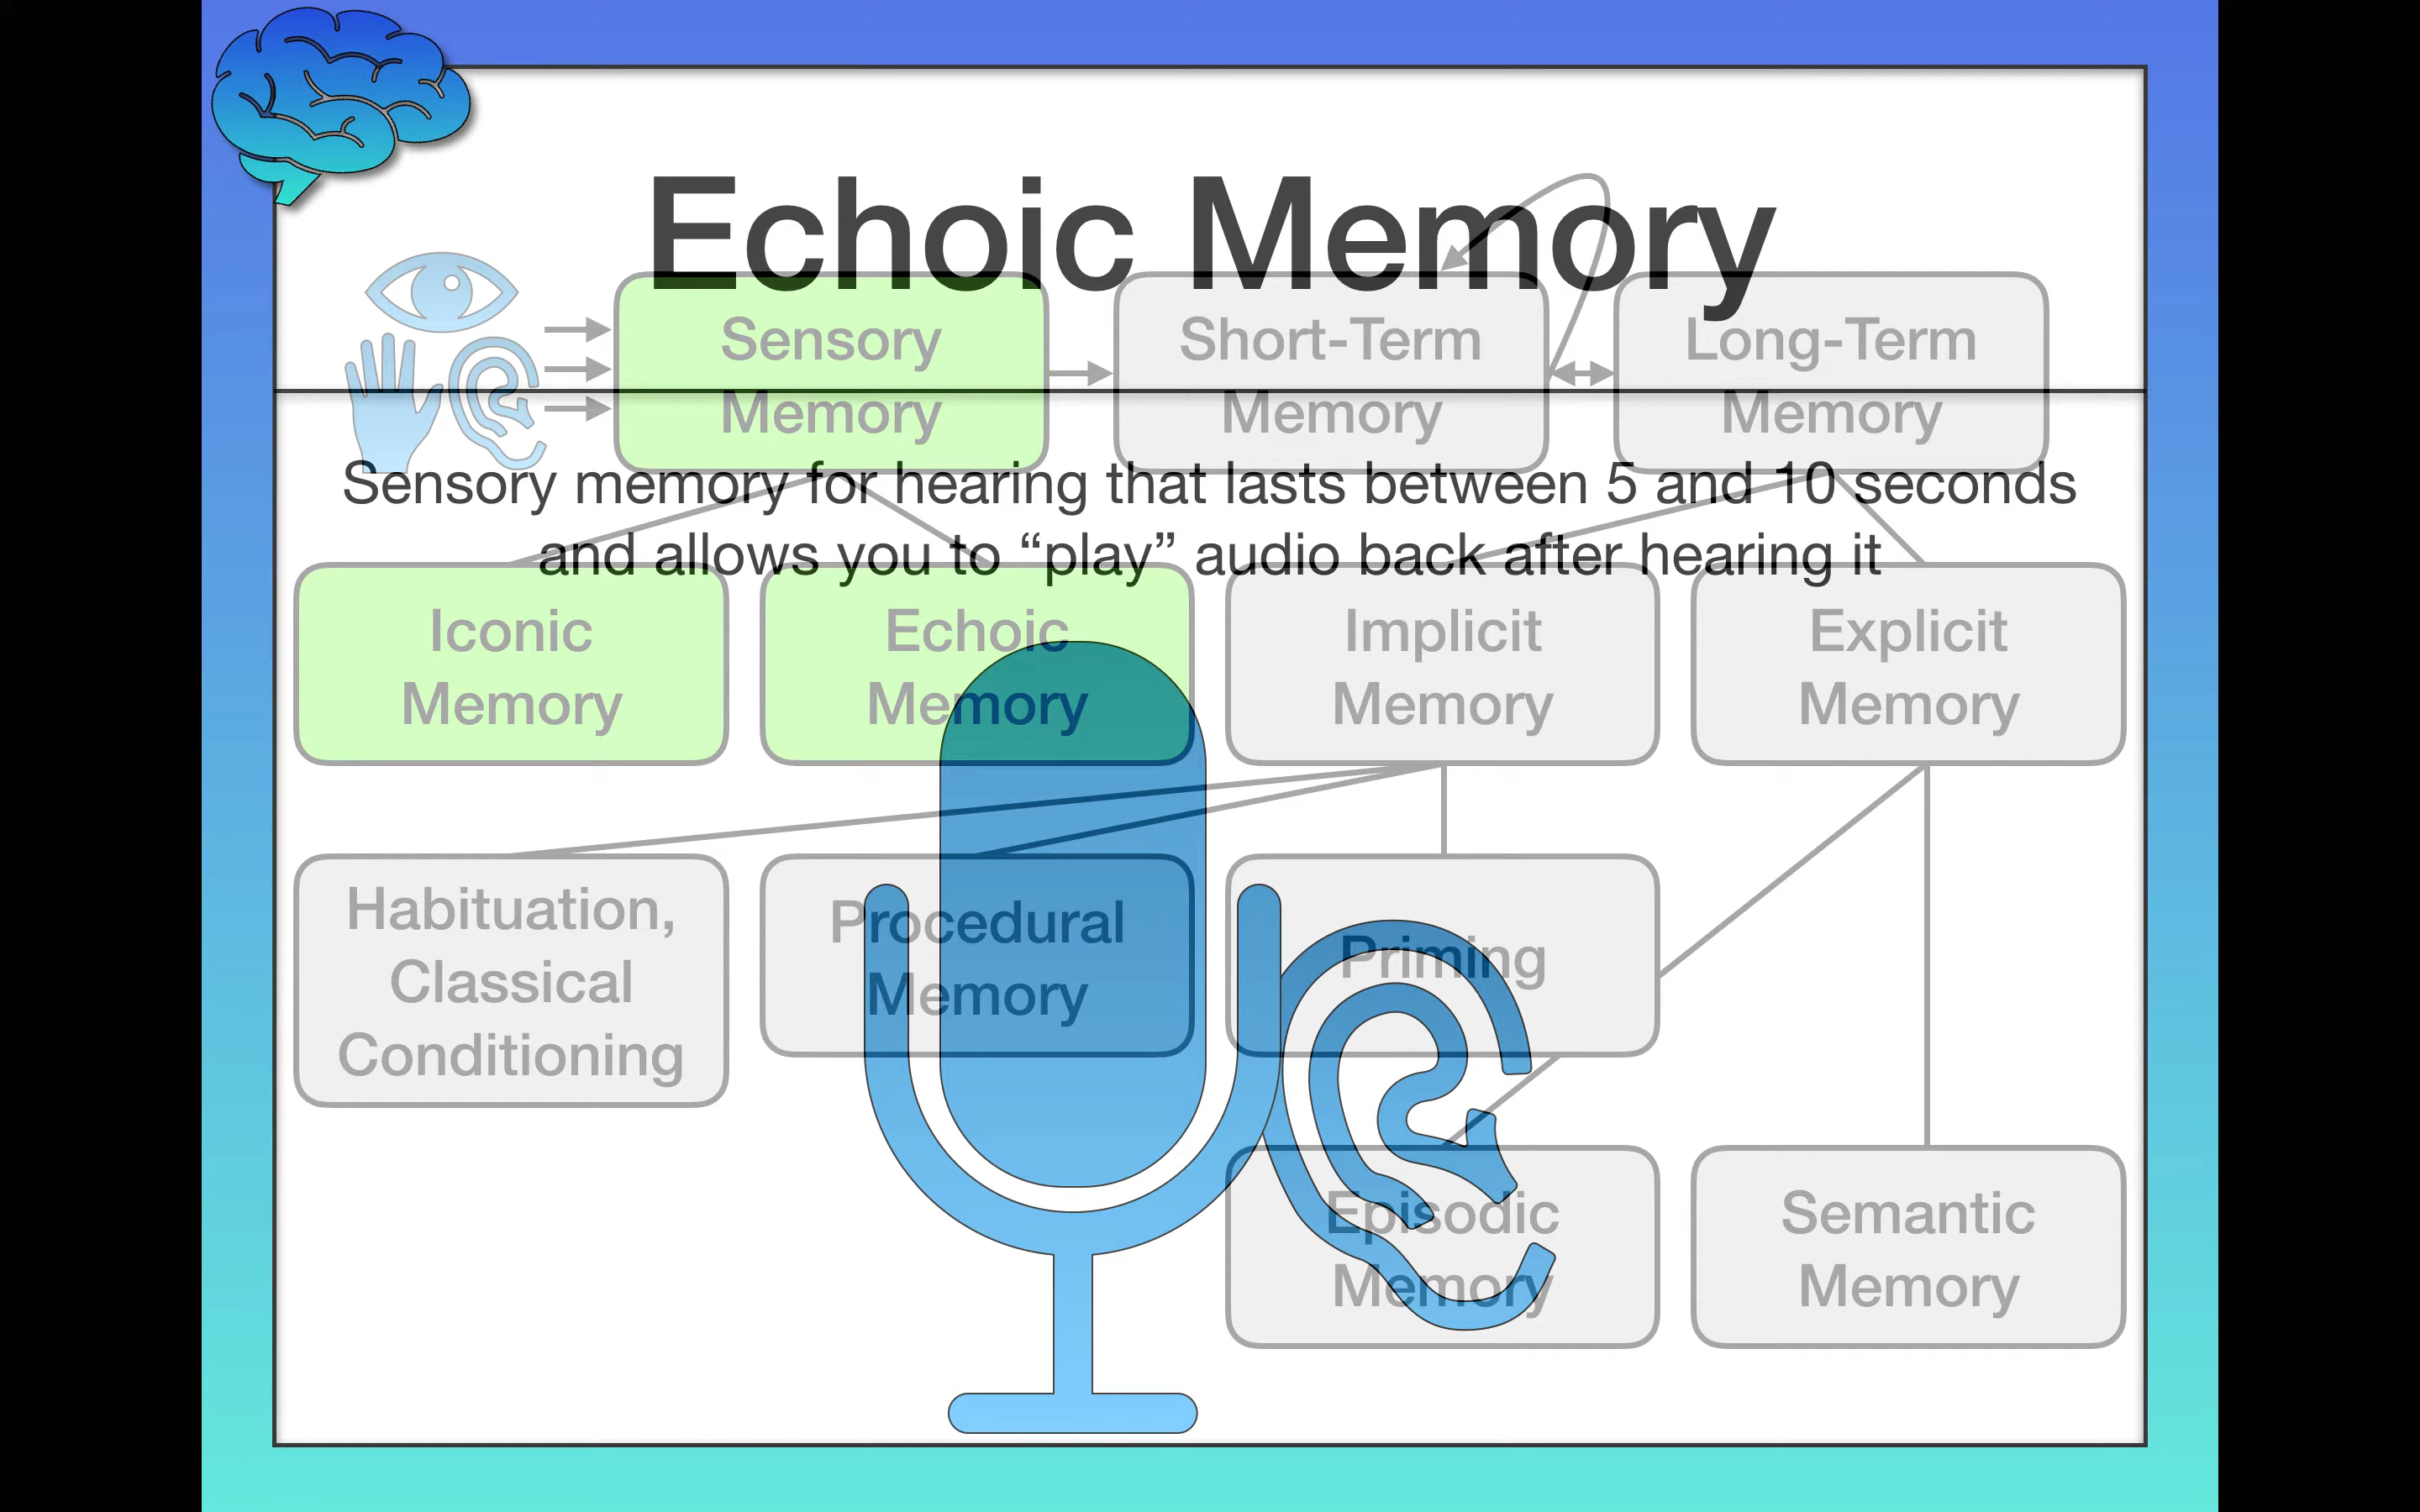 Echoic Memory
Sensory
Memory
Short-Term
Memory
Long-Term
Memory
Sensory memory for hearing that lasts between 5 and 10 seconds
and allows you to “play” audio back after hearing it
Iconic
Memory
Echoic
Memory
Implicit
Memory
Explicit
Memory
Habituation,
Classical
Conditioning
Procedural
Memory
Priming
Episodic
Memory
Semantic
Memory